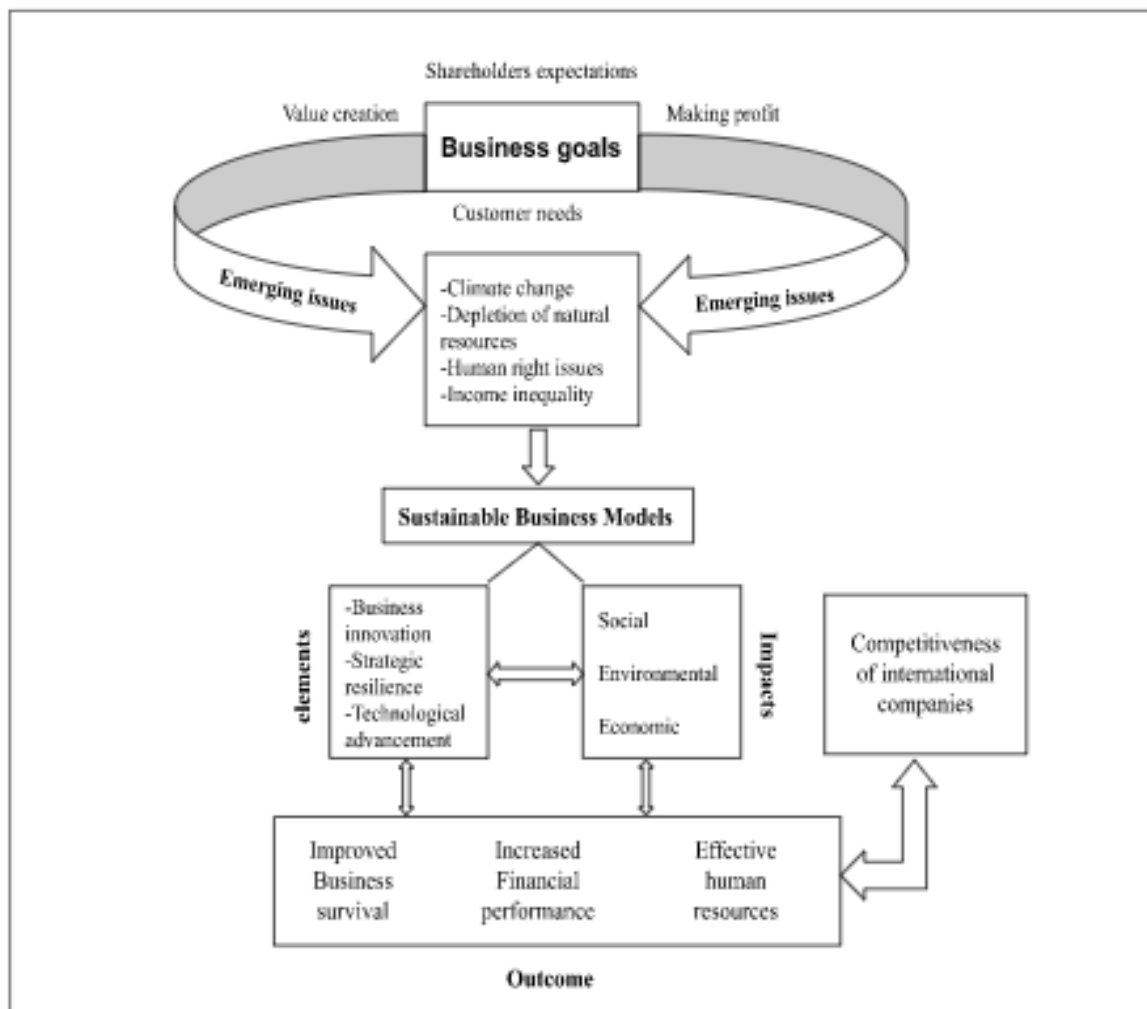 Shareholders expectations
Value creation
Making profit
Business goals
Customer needs
Emerging issues
Emerging issues
-Climate change
-Depletion of natural
resources
-Human right issues
-Income inequality
Sustainable Business Models
elements
-Business
innovation
-Strategic
resilience
-Technological
advancement
Social
Environmental
Economic
Impacts
Competitiveness
of international
companies
Improved
Business
survival
Increased
Financial
performance
Effective
human
resources
Outcome